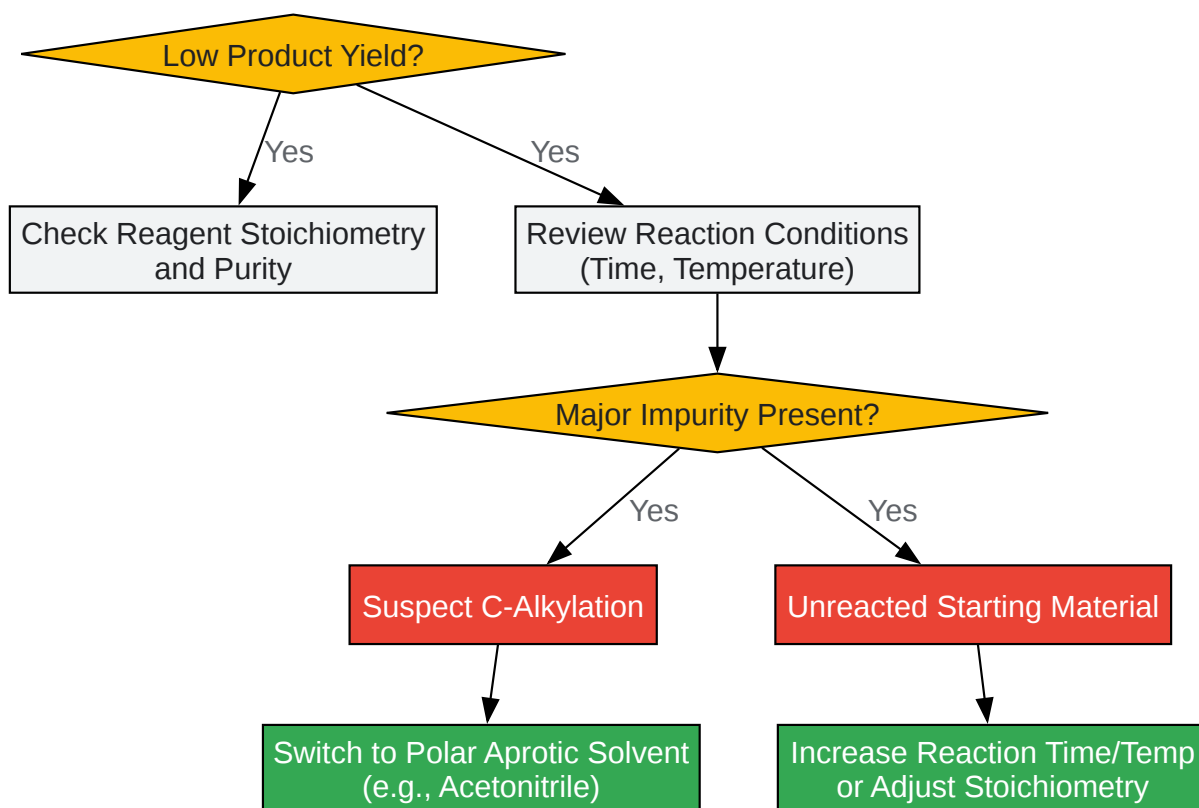 Low Product Yield?
Yes
Yes
Check Reagent Stoichiometry
and Purity
Review Reaction Conditions
(Time, Temperature)
Major Impurity Present?
Yes
Yes
Suspect C-Alkylation
Unreacted Starting Material
Switch to Polar Aprotic Solvent
(e.g., Acetonitrile)
Increase Reaction Time/Temp
or Adjust Stoichiometry